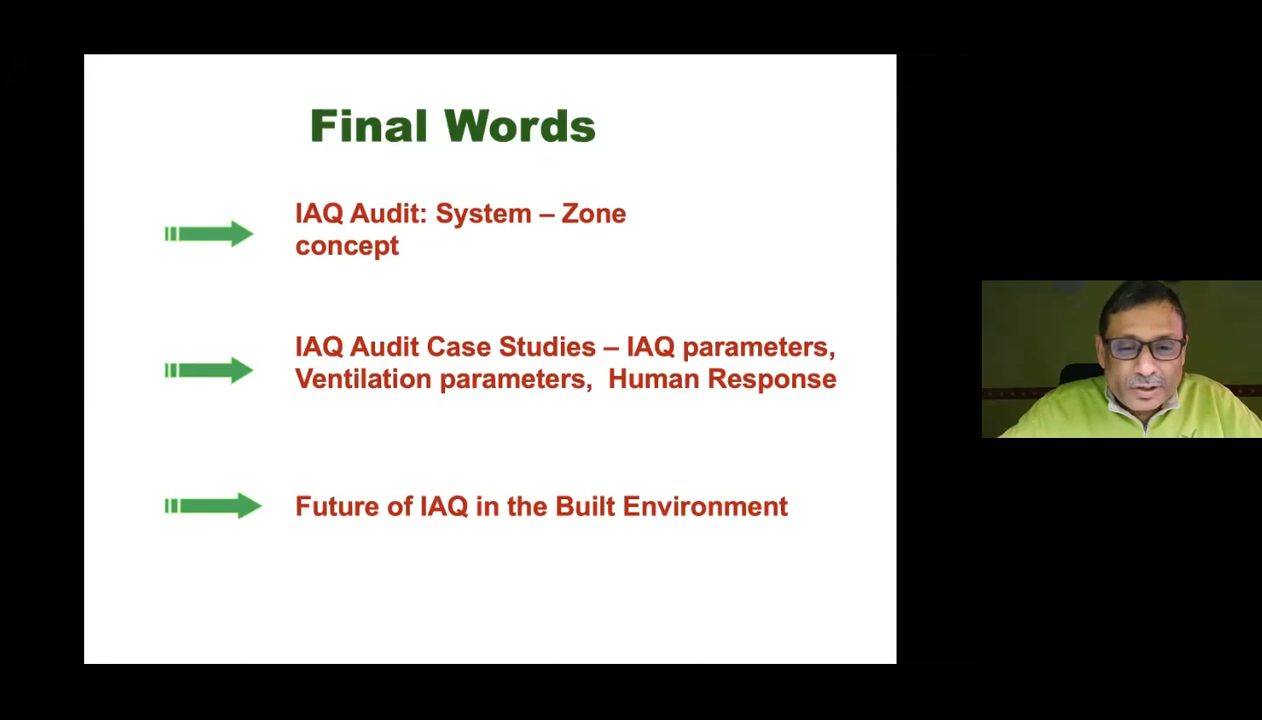 Final Words
IAQ Audit: System – Zone
concept
IAQ Audit Case Studies – IAQ parameters,
Ventilation parameters,  Human Response
Future of IAQ in the Built Environment